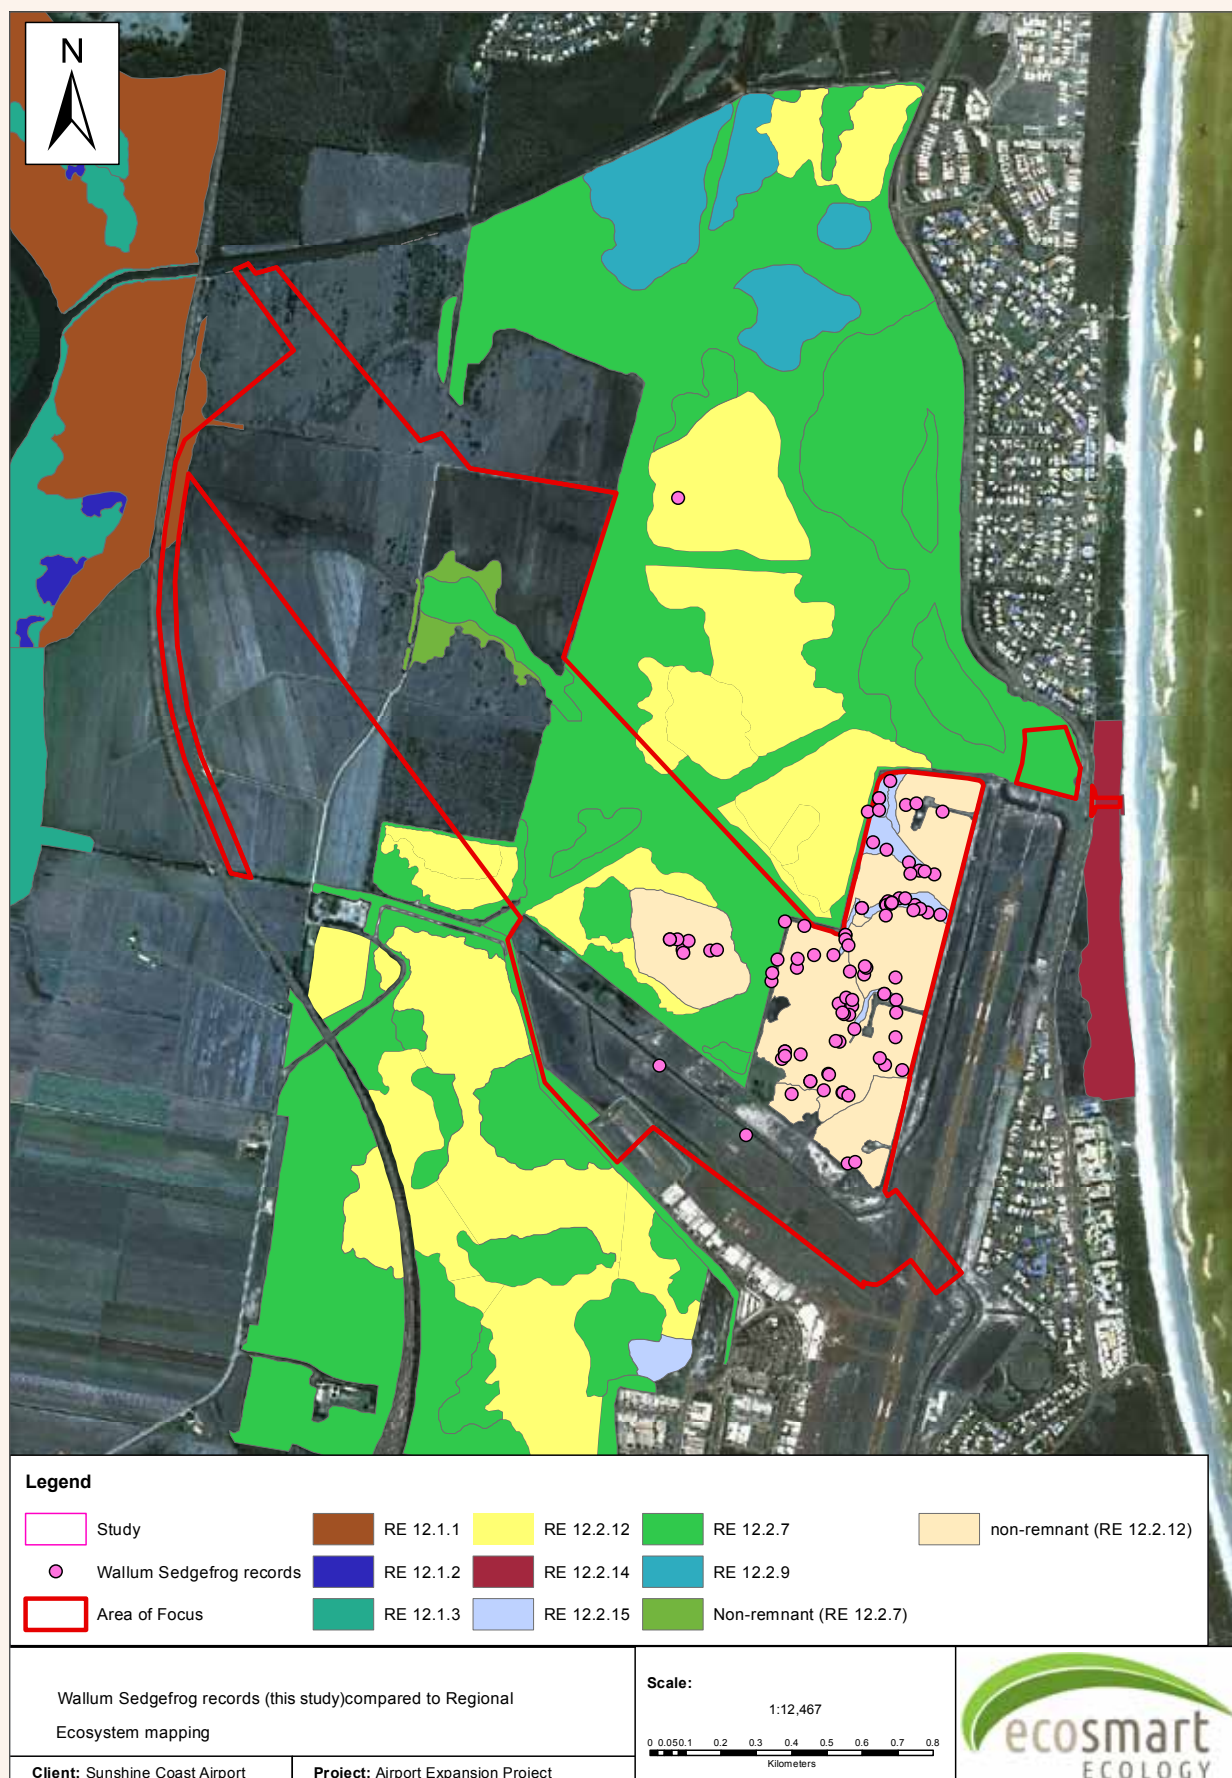 N
Legend
Study
Wallum Sedgefrog records
Area of Focus
RE 12.1.1
RE 12.1.2
RE 12.1.3
RE 12.2.12
RE 12.2.14
RE 12.2.15
RE 12.2.7
RE 12.2.9
Non-remnant (RE 12.2.7)
non-remnant (RE 12.2.12)
Wallum Sedgefrog records (this study)compared to Regional
Ecosystem mapping
Client: Sunshine Coast Airport
Project: Airport Expansion Project
Scale:
1:12,467
0 0.050.1 0.2 0.3 0.4 0.5 0.6 0.7 0.8
Kilometers
ecosmart
ECOLOGY